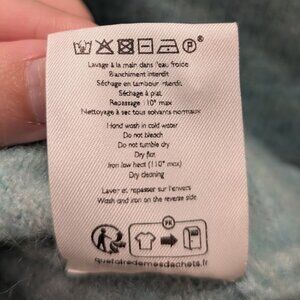 P
Lavage à la main dans l'eau froide
Blanchiment interdit
Séchage en tambour interdit
Séchage à plat
Repassage 110° max
Nettoyage à sec tous solvants normaux
Hand wash in cold water
Do not bleach
Do not tumble dry
Dry flat
Iron low heat (110° max)
Dry cleaning
Laver et repasser sur l'envers
Wash and iron on the reverse side
FR
quefairedemesdechets.fr